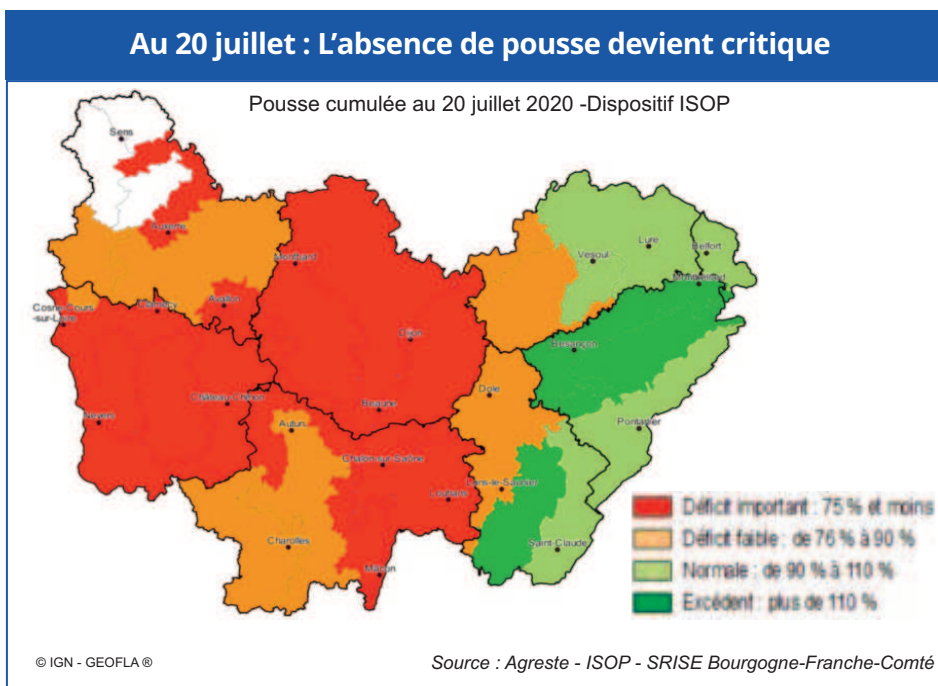 Au 20 juillet : L'absence de pousse devient critique
Pousse cumulée au 20 juillet 2020 -Dispositif ISOP
Sens
Auxerre
Montbard
Vesoul
Lure
Belfort
Montbéliard
Cosne-Cours
-sur-Loire
Clamecy
Avallon
Dijon
Besançon
Dole
Nevers
Château-Chinon
Beaune
Autun
Pontarlier
Chalon-sur-Saône
Louhans
Lons-le-Saunier
Charolles
Mâcon
Saint-Claude
Déficit important : 75 % et moins
Déficit faible : de 76 % à 90 %
Normale : de 90 % à 110 %
Excédent : plus de 110 %
© IGN - GEOFLA ®
Source : Agreste - ISOP - SRISE Bourgogne-Franche-Comté